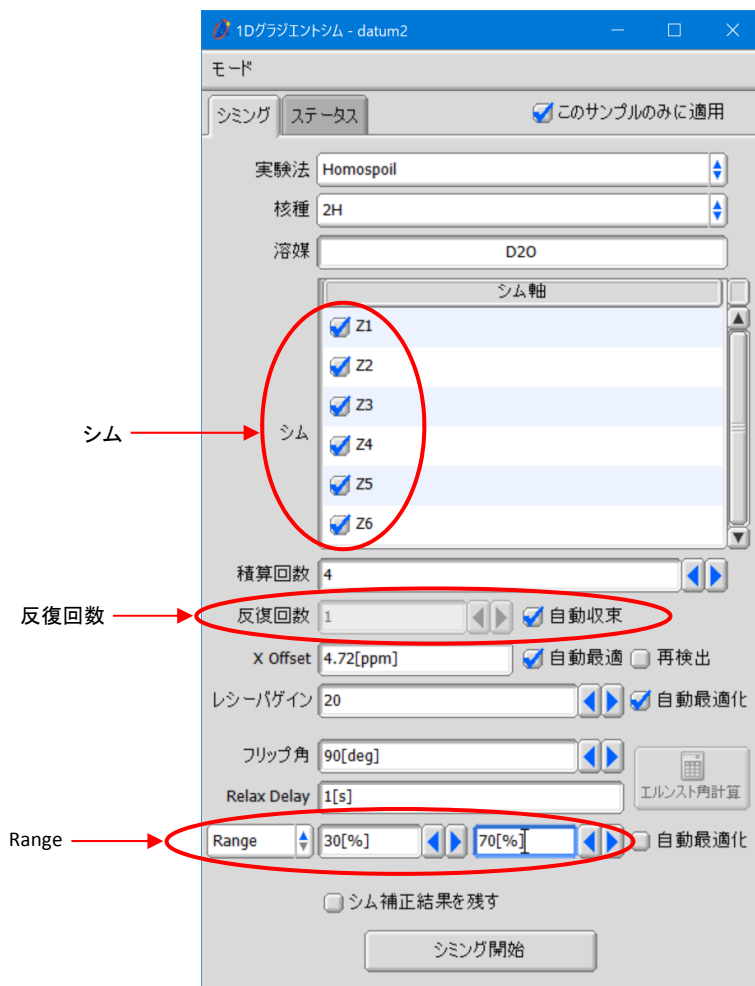 1Dグラジエントシム - datum2
モード
シミング ステータス このサンプルのみに適用
実験法 Homospoil
核種 2H
溶媒 D2O
シム軸
Z1
Z2
Z3
シム シム Z4
Z5
Z6
積算回数 4
反復回数 反復回数 1 自動収束
X Offset 4.72[ppm] 自動最適 再検出
レシーバゲイン 20 自動最適化
フリップ角 90[deg]
エルンスト角計算
Relax Delay 1[s]
Range Range 30[%] 70[%] 自動最適化
シム補正結果を残す
シミング開始